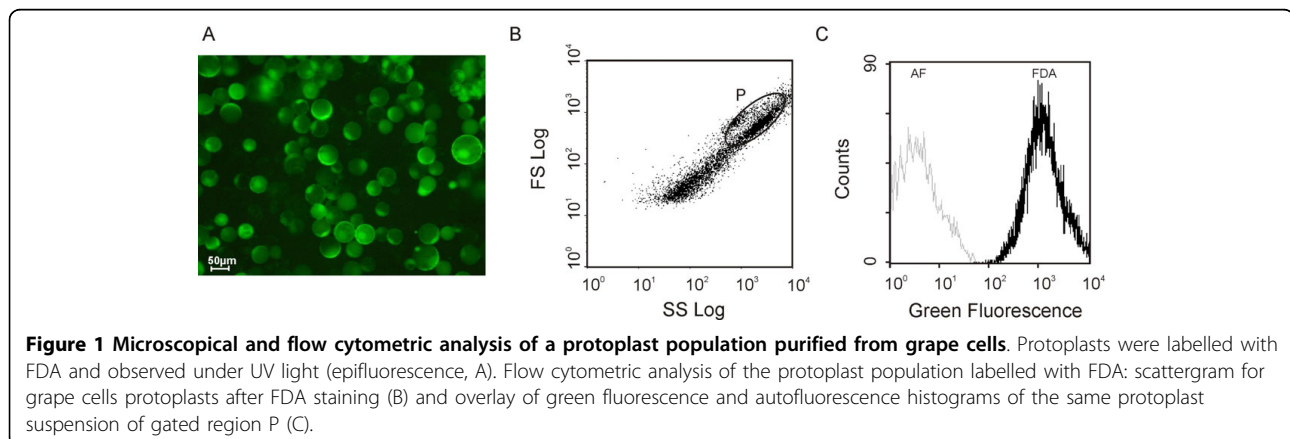 A
B
C
50µm
10⁴
10³
10²
10¹
10⁰
FS Log
P
10⁰ 10¹ 10² 10³ 10⁴
SS Log
90
0
Counts
AF
FDA
10⁰ 10¹ 10² 10³ 10⁴
Green Fluorescence
Figure 1 Microscopical and flow cytometric analysis of a protoplast population purified from grape cells. Protoplasts were labelled with
FDA and observed under UV light (epifluorescence, A). Flow cytometric analysis of the protoplast population labelled with FDA: scattergram for
grape cells protoplasts after FDA staining (B) and overlay of green fluorescence and autofluorescence histograms of the same protoplast
suspension of gated region P (C).